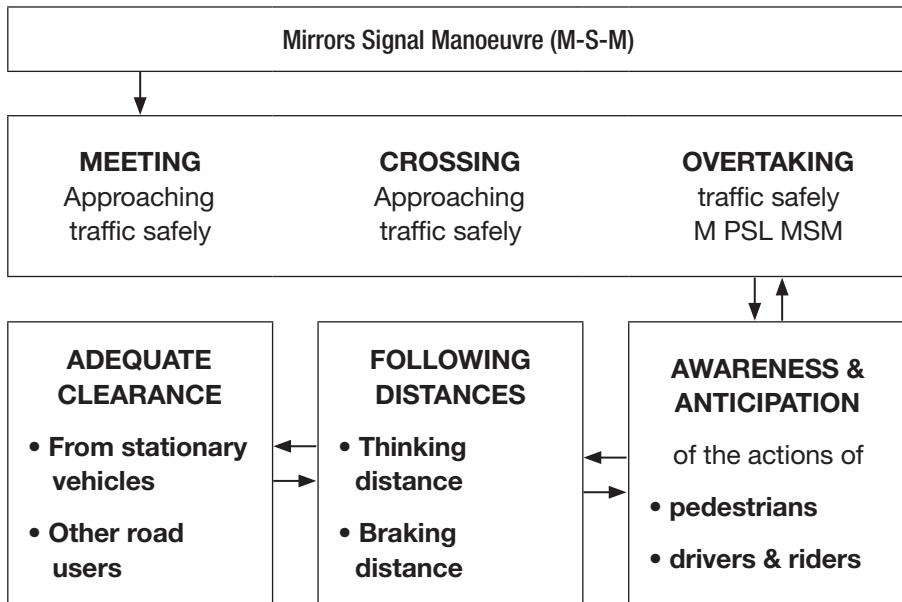 Mirrors Signal Manoeuvre (M-S-M)
MEETING
Approaching
traffic safely
CROSSING
Approaching
traffic safely
OVERTAKING
traffic safely
M PSL MSM
ADEQUATE
CLEARANCE
• From stationary
vehicles
• Other road
users
FOLLOWING
DISTANCES
• Thinking
distance
• Braking
distance
AWARENESS &
ANTICIPATION
of the actions of
• pedestrians
• drivers & riders